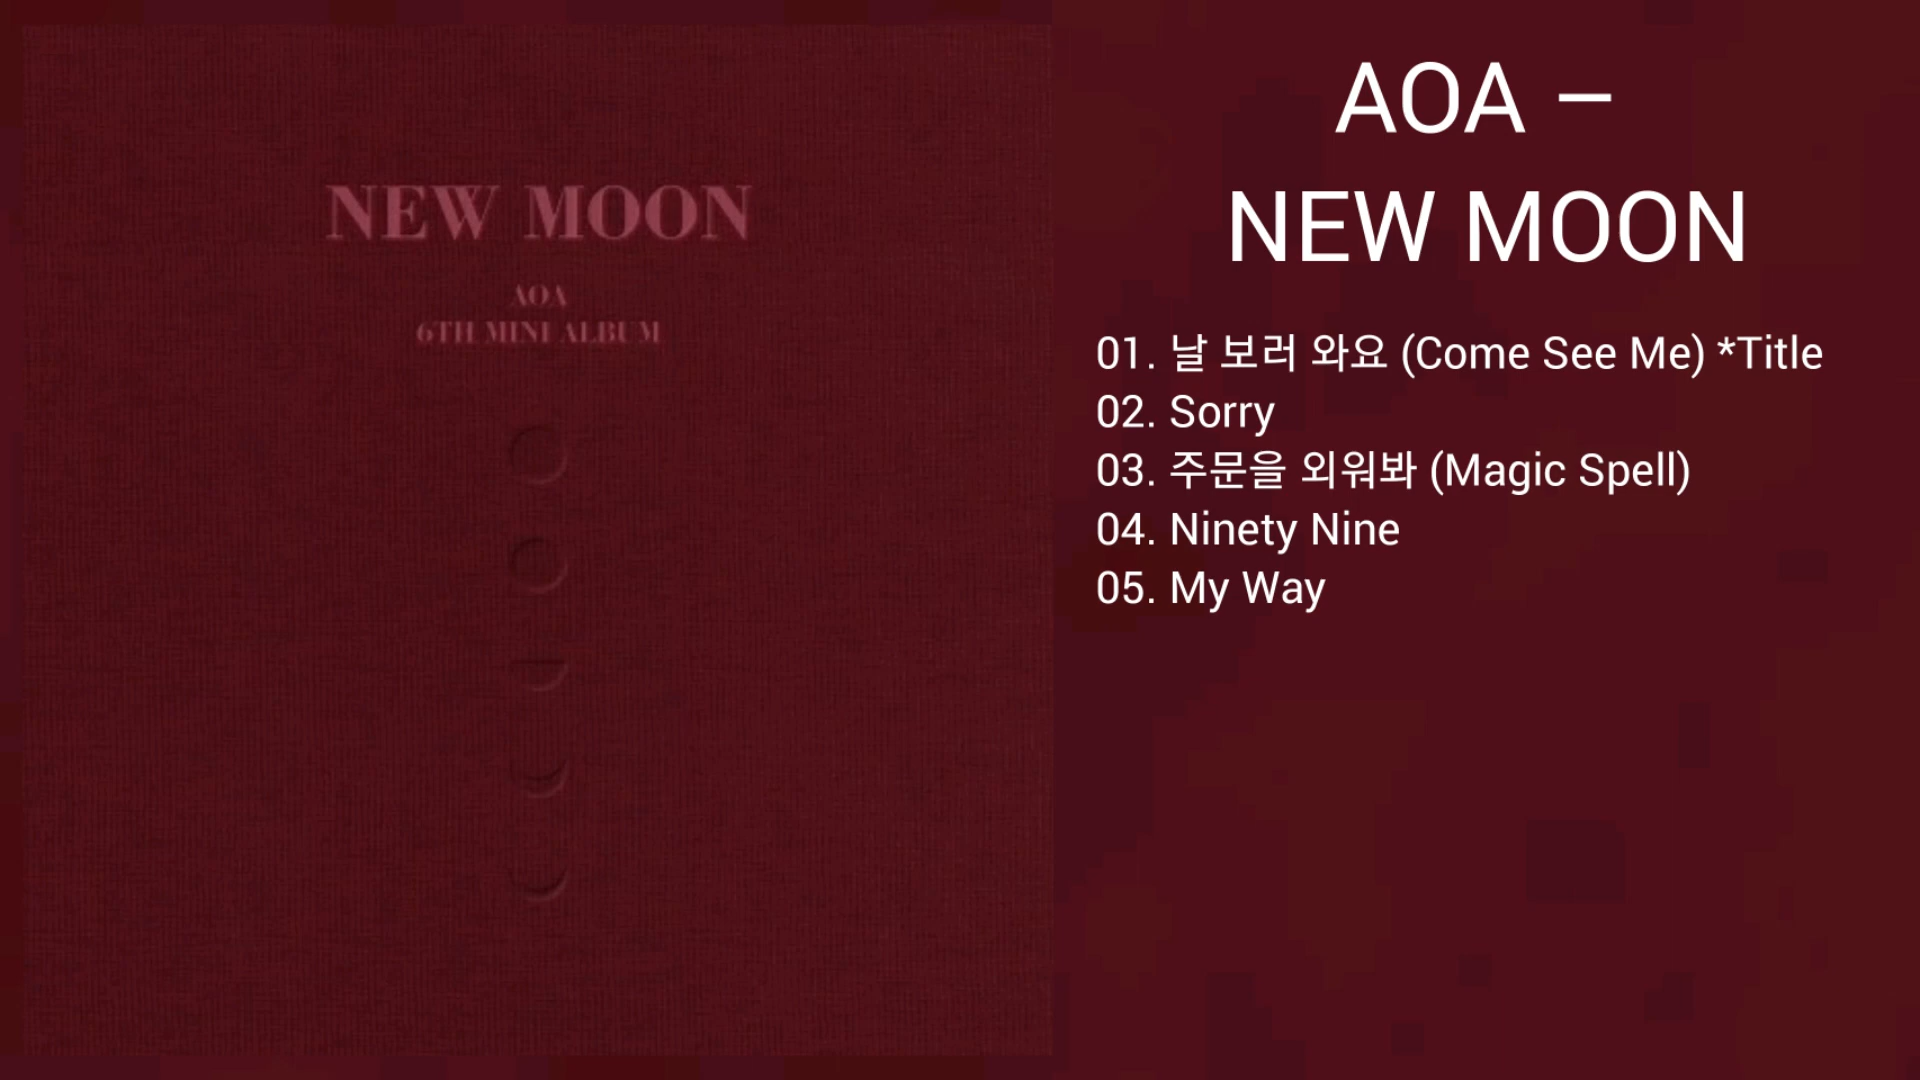 NEW MOON
AOA
6TH MINI ALBUM
AOA –
NEW MOON
01. 날 보러 와요 (Come See Me) *Title
02. Sorry
03. 주문을 외워봐 (Magic Spell)
04. Ninety Nine
05. My Way